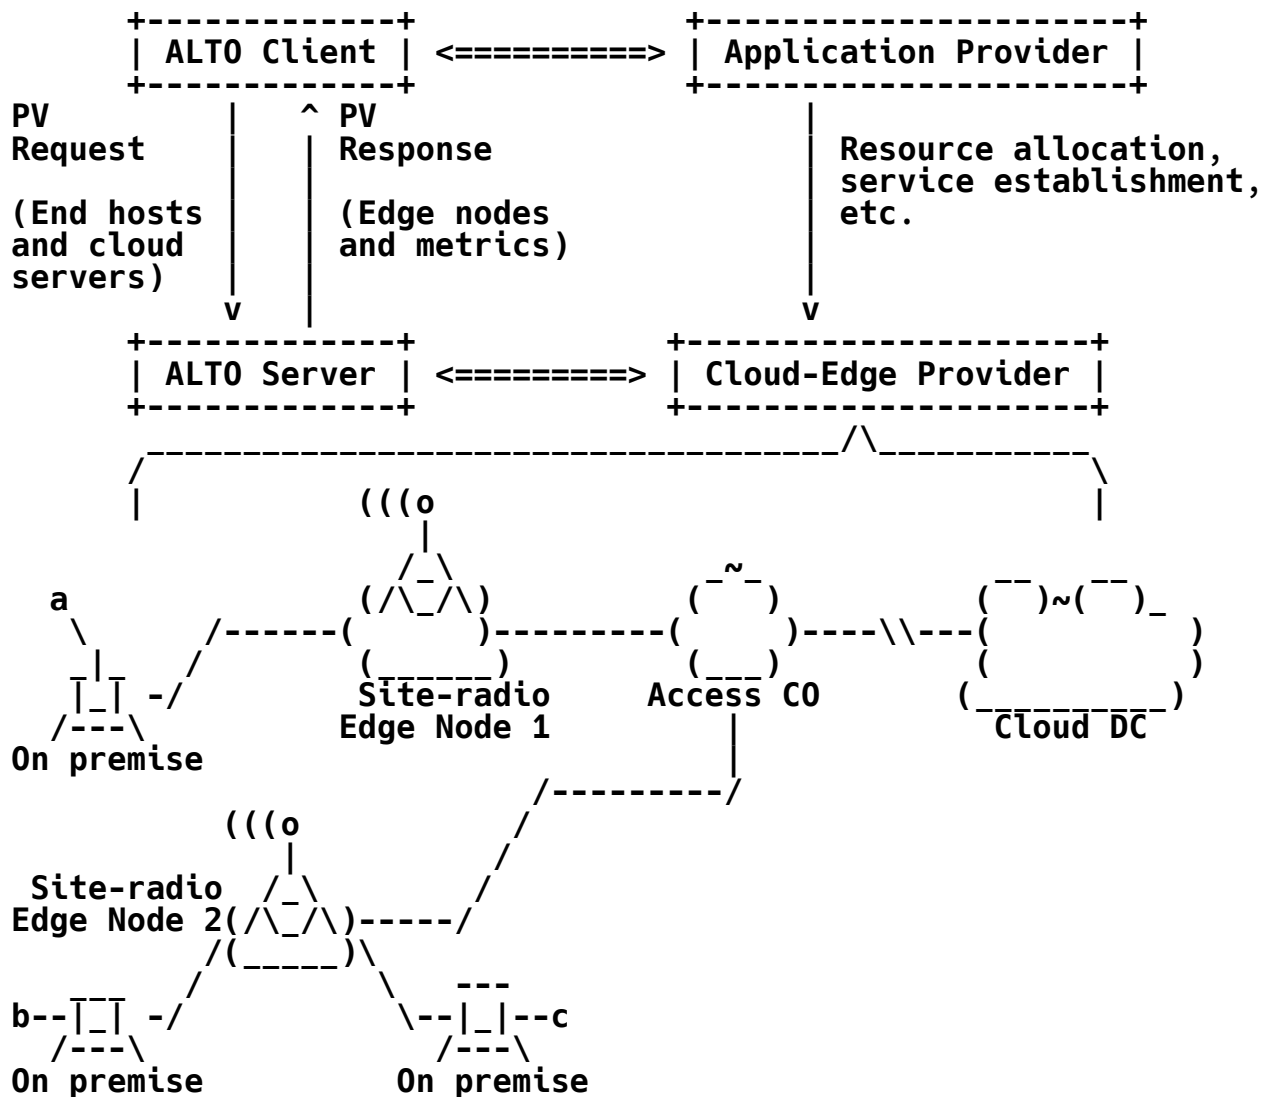 ALTO Client
Application Provider
PV
Request
(End hosts
and cloud
servers)
PV
Response
(Edge nodes
and metrics)
Resource allocation,
service establishment,
etc.
ALTO Server
Cloud-Edge Provider
a
On premise
Site-radio
Edge Node 1
Access CO
Cloud DC
Site-radio
Edge Node 2
b
On premise
c
On premise